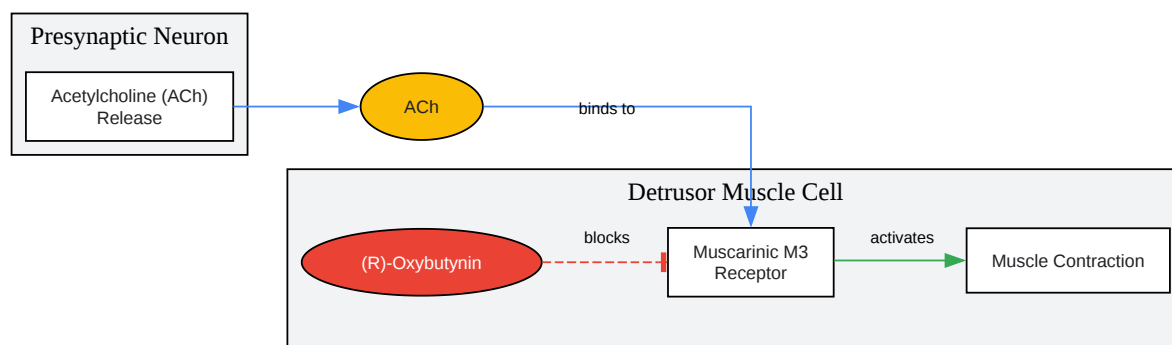 Presynaptic Neuron
Acetylcholine (ACh)
Release
ACh
binds to
Detrusor Muscle Cell
(R)-Oxybutynin
blocks
Muscarinic M3
Receptor
activates
Muscle Contraction